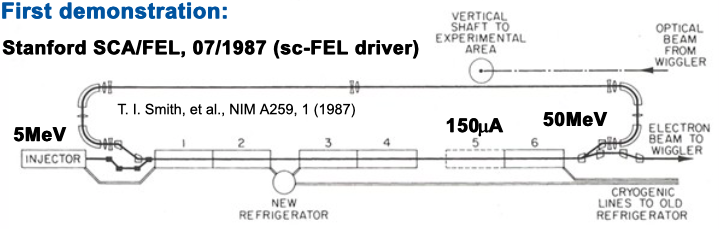 First demonstration:
Stanford SCA/FEL, 07/1987 (sc-FEL driver)
VERTICAL
SHAFT TO
EXPERIMENTAL
AREA
OPTICAL
BEAM
FROM
WIGGLER
T. I. Smith, et al., NIM A259, 1 (1987)
5MeV
150µA
50MeV
ELECTRON
BEAM TO
WIGGLER
INJECTOR
1
2
3
4
5
6
NEW
REFRIGERATOR
CRYOGENIC
LINES TO OLD
REFRIGERATOR